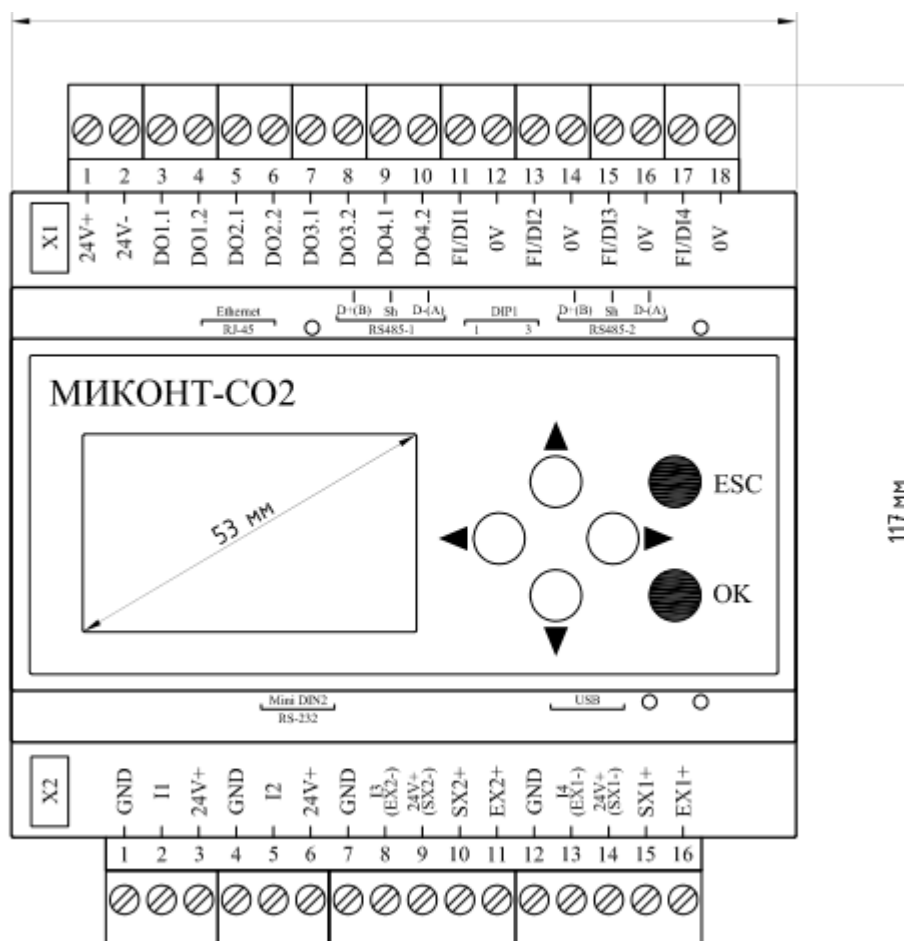 1 2 3 4 5 6 7 8 9 10 11 12 13 14 15 16 17 18
X1 24V+ 24V- DO1.1 DO1.2 DO2.1 DO2.2 DO3.1 DO3.2 DO4.1 DO4.2 FI/DI1 0V FI/DI2 0V FI/DI3 0V FI/DI4 0V
Ethernet D+(B) Sh D-(A) DIP1 D+(B) Sh D-(A)
RJ-45 RS485-1 1 3 RS485-2
МИКОНТ-СО2
53 мм
ESC
117 мм
OK
Mini DIN2 USB
RS-232
X2 GND I1 24V+ GND I2 24V+ GND I3 (EX2-) 24V+ (SX2-) SX2+ EX2+ GND I4 (EX1-) 24V+ (SX1-) SX1+ EX1+
1 2 3 4 5 6 7 8 9 10 11 12 13 14 15 16